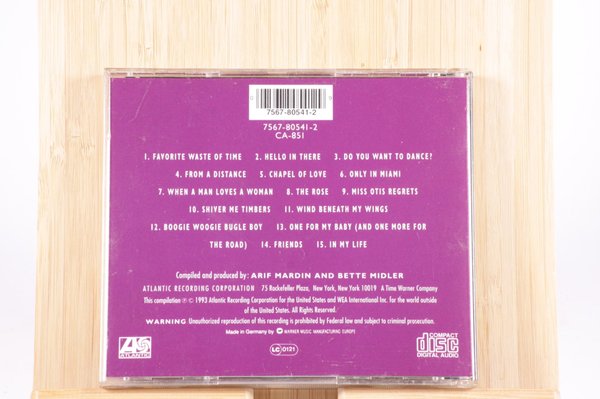 7567-80541-2
7567-80541-2
CA-851
1. FAVORITE WASTE OF TIME 2. HELLO IN THERE 3. DO YOU WANT TO DANCE?
4. FROM A DISTANCE 5. CHAPEL OF LOVE 6. ONLY IN MIAMI
7. WHEN A MAN LOVES A WOMAN 8. THE ROSE 9. MISS OTIS REGRETS
10. SHIVER ME TIMBERS 11. WIND BENEATH MY WINGS
12. BOOGIE WOOGIE BUGLE BOY 13. ONE FOR MY BABY (AND ONE MORE FOR
THE ROAD) 14. FRIENDS 15. IN MY LIFE
Compiled and produced by: ARIF MARDIN AND BETTE MIDLER
ATLANTIC RECORDING CORPORATION 75 Rockefeller Plaza, New York, New York 10019 A Time Warner Company
This compilation ℗ © 1993 Atlantic Recording Corporation for the United States and WEA International Inc. for the world outside
of the United States. All Rights Reserved.
WARNING Unauthorized reproduction of this recording is prohibited by Federal law and subject to criminal prosecution.
Made in Germany by WARNER MUSIC MANUFACTURING EUROPE
ATLANTIC
LC 0121
COMPACT
disc
DIGITAL AUDIO